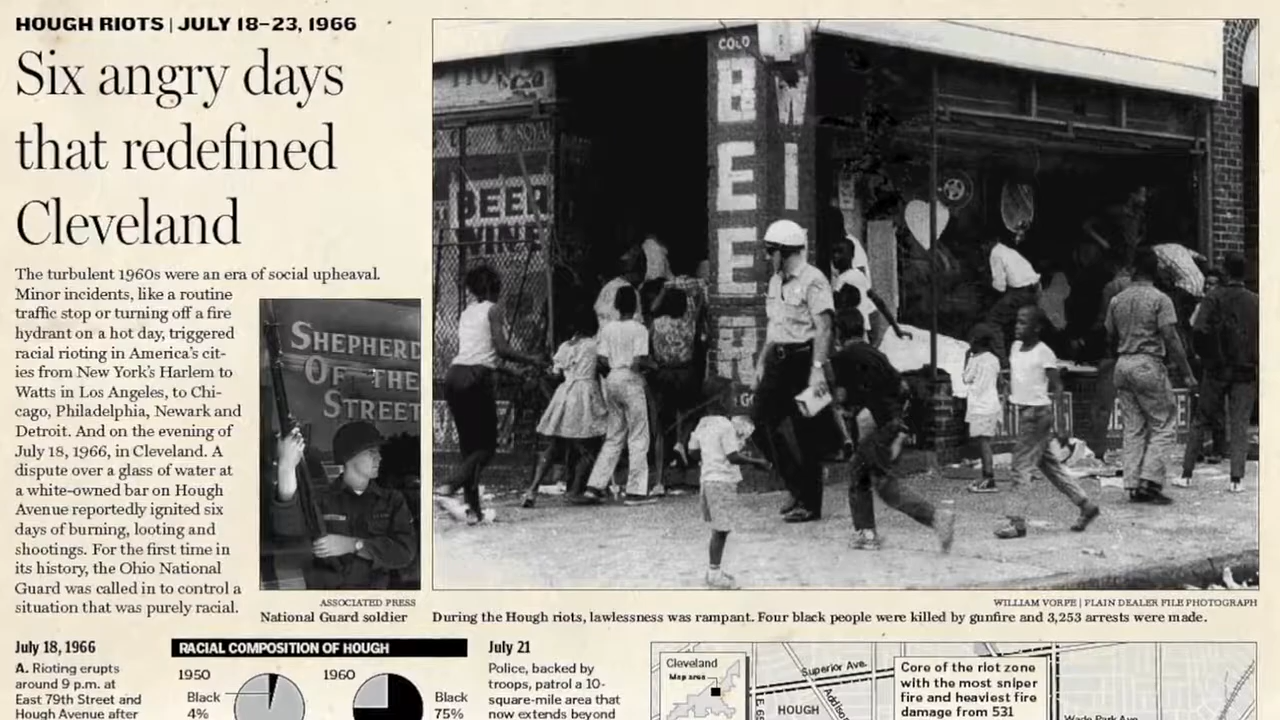 HOUGH RIOTS | JULY 18–23, 1966
Six angry days
that redefined
Cleveland
The turbulent 1960s were an era of social upheaval.
Minor incidents, like a routine
traffic stop or turning off a fire
hydrant on a hot day, triggered
racial rioting in America's cit-
ies from New York's Harlem to
Watts in Los Angeles, to Chi-
cago, Philadelphia, Newark and
Detroit. And on the evening of
July 18, 1966, in Cleveland. A
dispute over a glass of water at
a white-owned bar on Hough
Avenue reportedly ignited six
days of burning, looting and
shootings. For the first time in
its history, the Ohio National
Guard was called in to control a
situation that was purely racial.
SHEPHERD
OF THE
STREET
ASSOCIATED PRESS
National Guard soldier
COLD
BEER
WI
BEER
WINE
WILLIAM VORPE | PLAIN DEALER FILE PHOTOGRAPH
During the Hough riots, lawlessness was rampant. Four black people were killed by gunfire and 3,253 arrests were made.
July 18, 1966
A. Rioting erupts
around 9 p.m. at
East 79th Street and
Hough Avenue after
RACIAL COMPOSITION OF HOUGH
1950
Black
4%
1960
Black
75%
July 21
Police, backed by
troops, patrol a 10-
square-mile area that
now extends beyond
Cleveland
Map area
Superior Ave.
Addison
E. 65
HOUGH
Core of the riot zone
with the most sniper
fire and heaviest fire
damage from 531
Wade Park Ave.